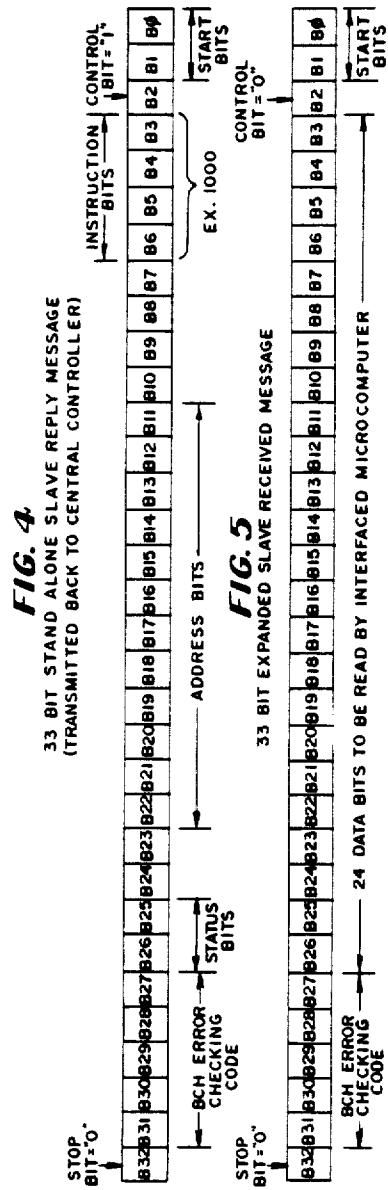 FIG. 4
33 BIT STAND ALONE SLAVE REPLY MESSAGE
(TRANSMITTED BACK TO CENTRAL CONTROLLER)
STOP
BIT="0"
INSTRUCTION
BITS
CONTROL
BIT="1"
B32 B31 B30 B29 B28 B27 B26 B25 B24 B23 B22 B21 B20 B19 B18 B17 B16 B15 B14 B13 B12 B11 B10 B9 B8 B7 B6 B5 B4 B3 B2 B1 BØ
BCH ERROR
CHECKING
CODE
STATUS
BITS
ADDRESS BITS
EX. 1000
START
BITS
FIG. 5
33 BIT EXPANDED SLAVE RECEIVED MESSAGE
STOP
BIT="0"
CONTROL
BIT="0"
B32 B31 B30 B29 B28 B27 B26 B25 B24 B23 B22 B21 B20 B19 B18 B17 B16 B15 B14 B13 B12 B11 B10 B9 B8 B7 B6 B5 B4 B3 B2 B1 BØ
BCH ERROR
CHECKING
CODE
24 DATA BITS TO BE READ BY INTERFACED MICROCOMPUTER
START
BITS